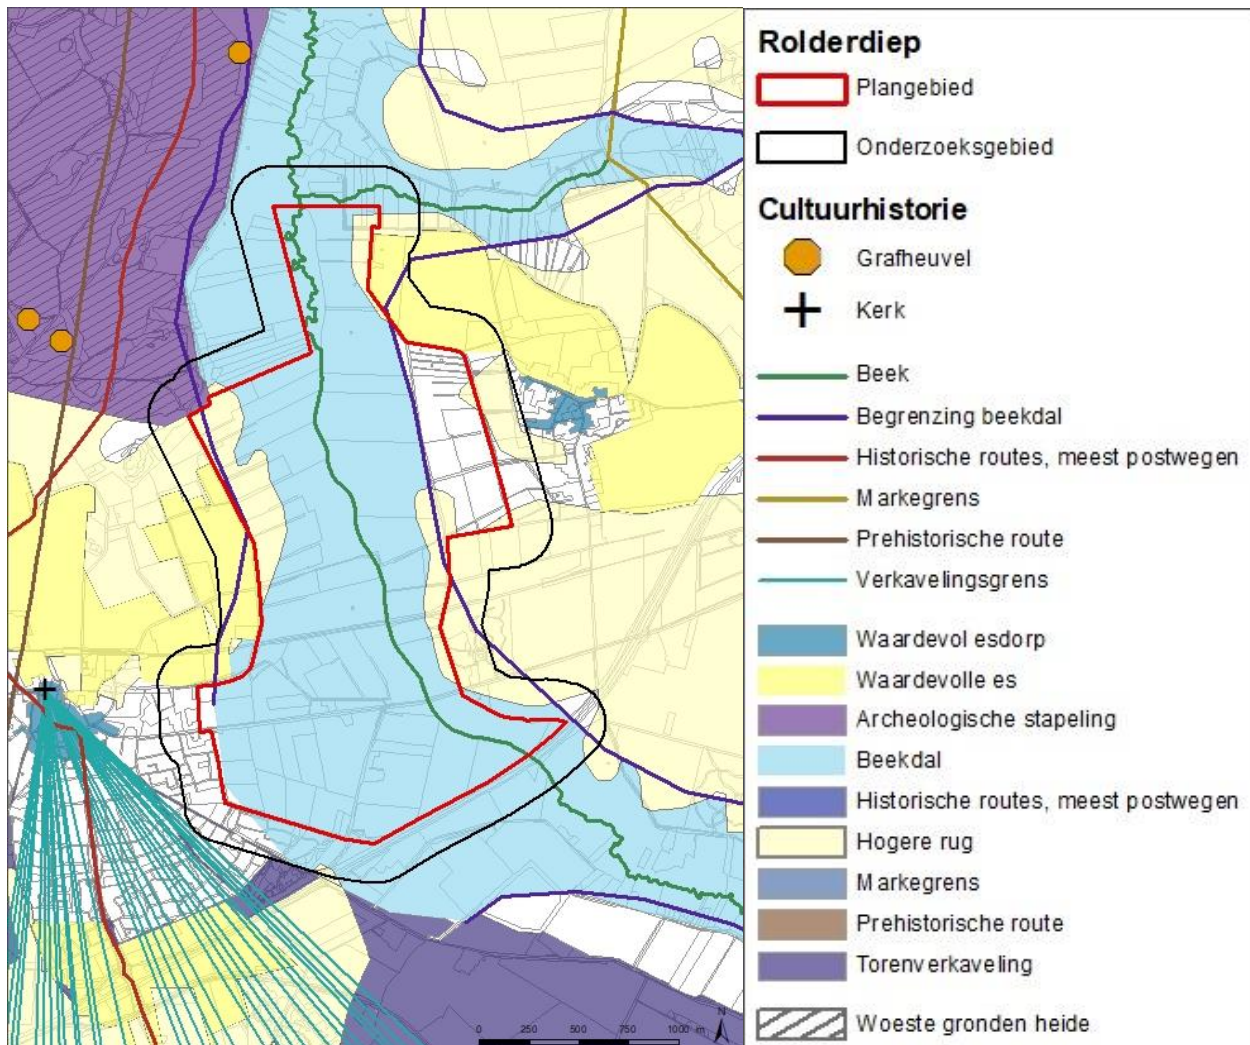 Rolderdiep
Plangebied
Onderzoeksgebied
Cultuurhistorie
Grafheuvel
Kerk
Beek
Begrenzing beekdal
Historische routes, meest postwegen
Markegrens
Prehistorische route
Verkavelingsgrens
Waardevol esdorp
Waardevolle es
Archeologische stapeling
Beekdal
Historische routes, meest postwegen
Hogere rug
Markegrens
Prehistorische route
Torenverkaveling
Woeste gronden heide
N
0 250 500 750 1000 m